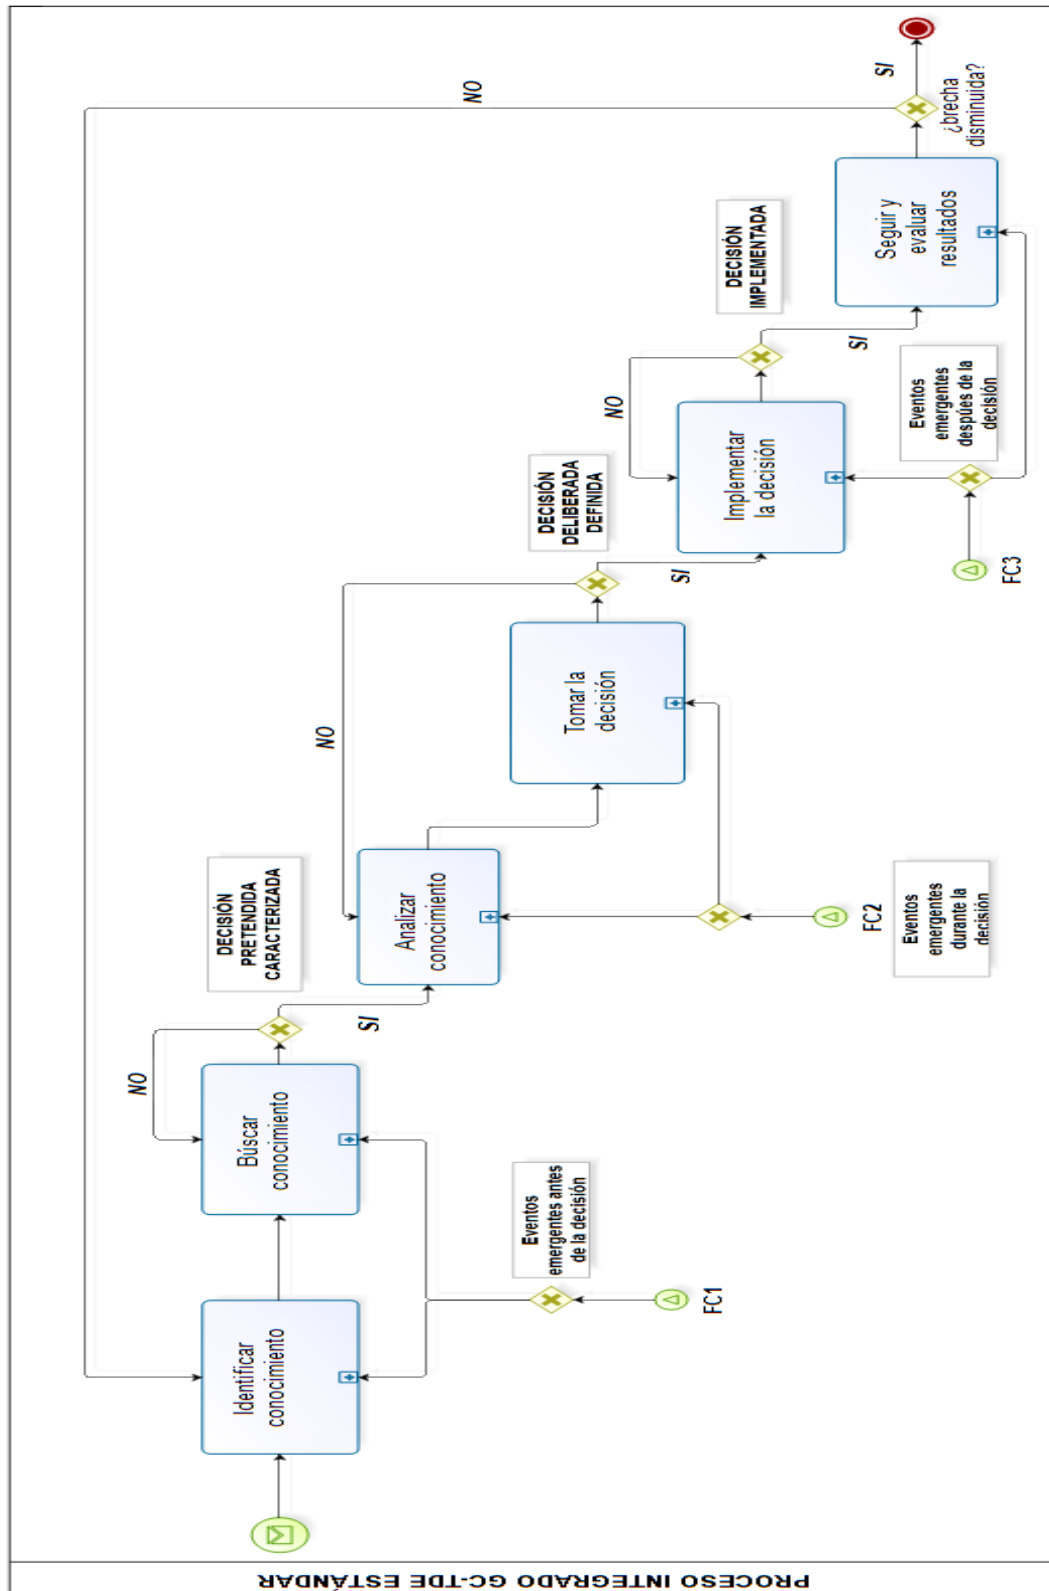 PROCESO INTEGRADO GC-TDE ESTÁNDAR
Identificar
conocimiento
Búscar
conocimiento
NO
SI
DECISIÓN
PRETENDIDA
CARACTERIZADA
FC1
Eventos
emergentes antes
de la decisión
Analizar
conocimiento
Tomar la
decisión
NO
SI
DECISIÓN
DELIBERADA
DEFINIDA
FC2
Eventos
emergentes
durante la
decisión
Implementar
la decisión
NO
SI
DECISIÓN
IMPLEMENTADA
FC3
Eventos
emergentes
despúes de la
decisión
Seguir y
evaluar
resultados
¿brecha
disminuida?
NO
SI